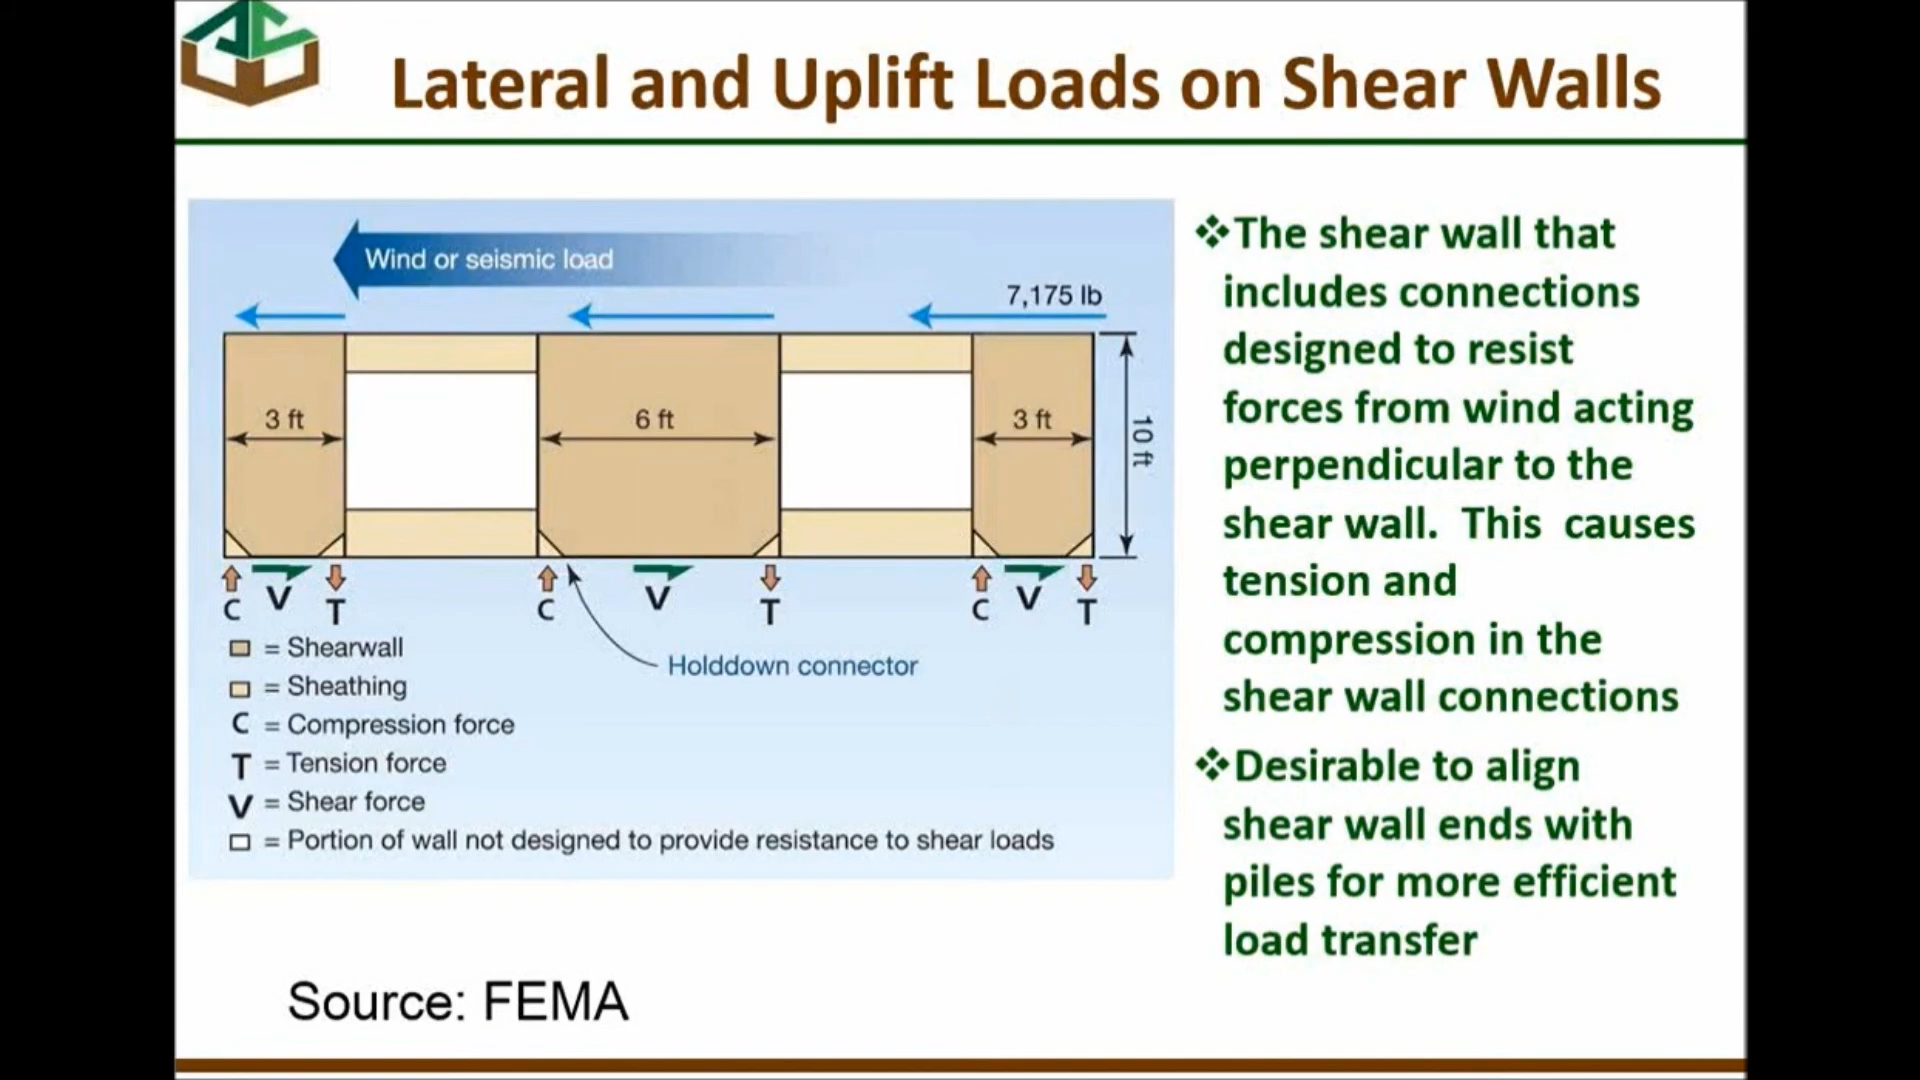 Lateral and Uplift Loads on Shear Walls
Wind or seismic load
7,175 lb
3 ft
6 ft
3 ft
10 ft
C V T
C V T
C V T
Holddown connector
= Shearwall
= Sheathing
C = Compression force
T = Tension force
V = Shear force
= Portion of wall not designed to provide resistance to shear loads
Source: FEMA
❖The shear wall that
includes connections
designed to resist
forces from wind acting
perpendicular to the
shear wall. This causes
tension and
compression in the
shear wall connections
❖Desirable to align
shear wall ends with
piles for more efficient
load transfer